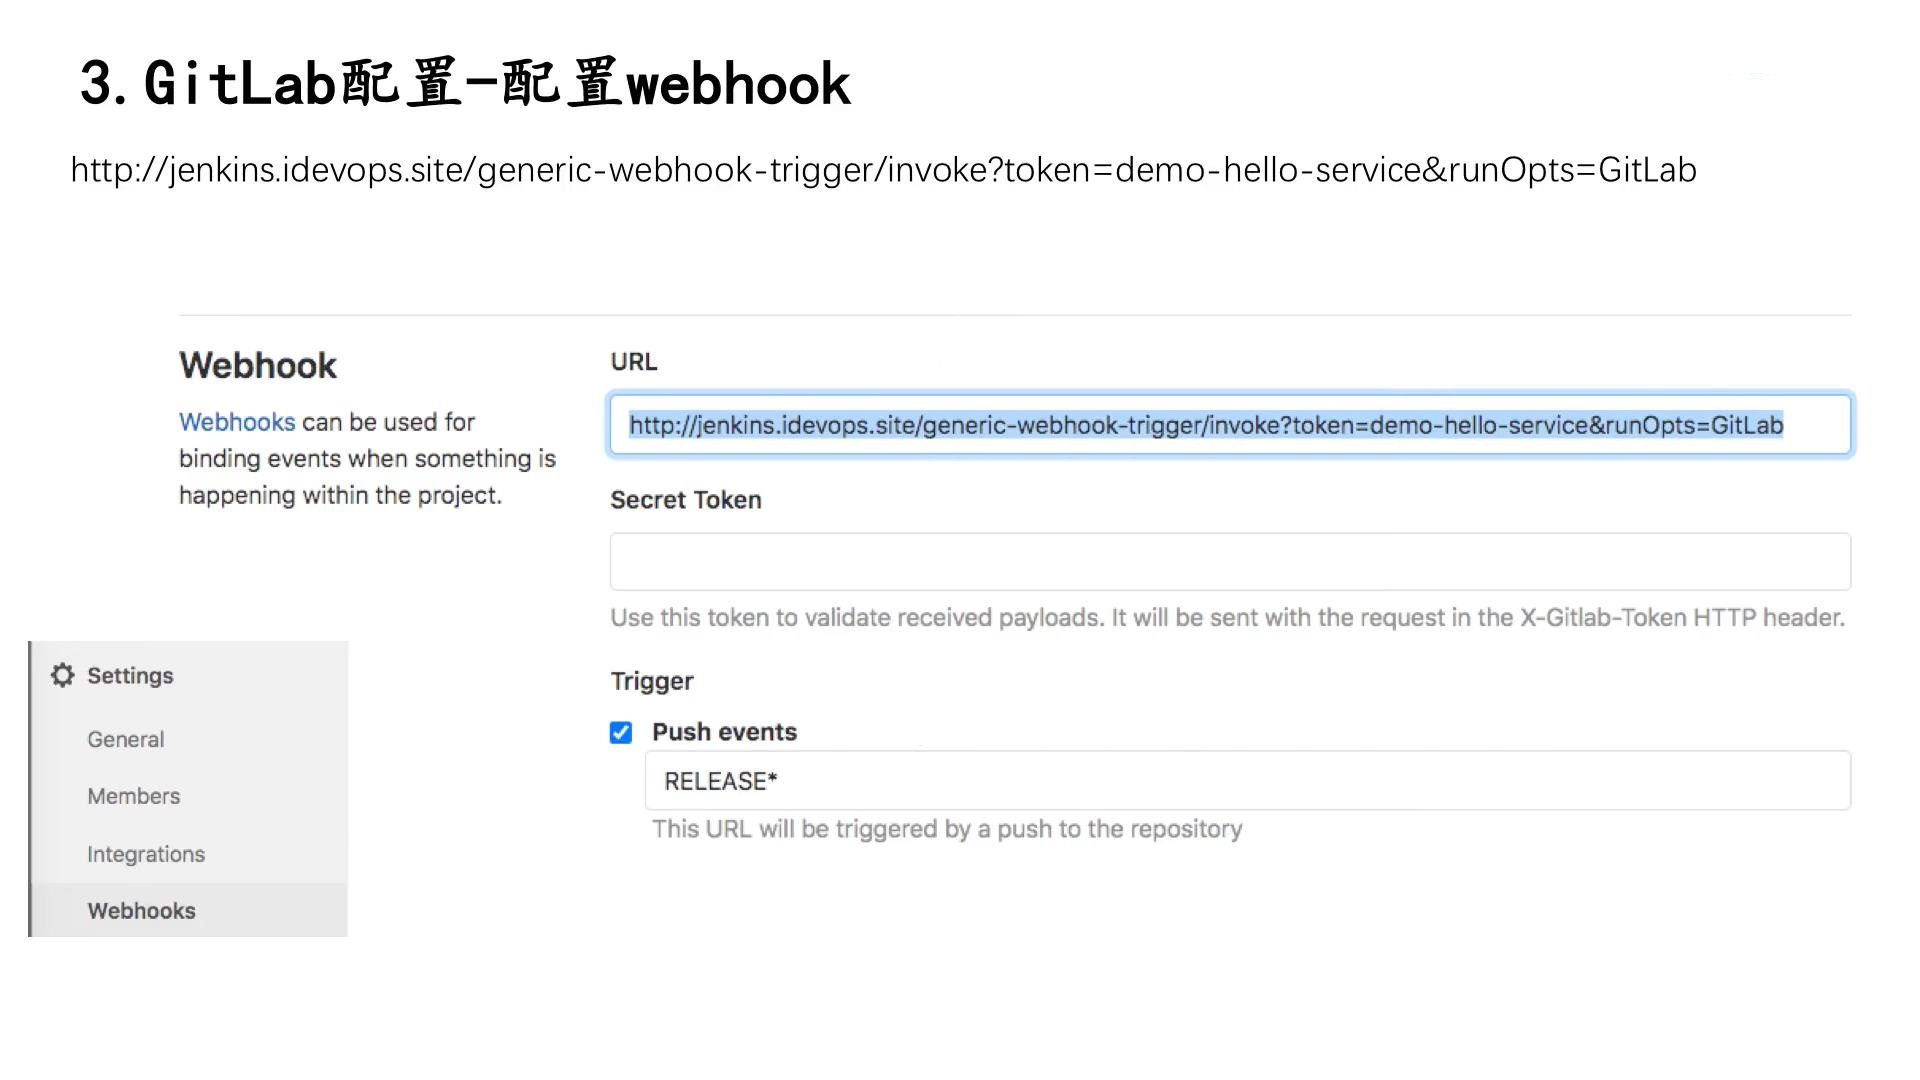 3.GitLab配置-配置webhook
http://jenkins.idevops.site/generic-webhook-trigger/invoke?token=demo-hello-service&runOpts=GitLab
Webhook
Webhooks can be used for
binding events when something is
happening within the project.
URL
http://jenkins.idevops.site/generic-webhook-trigger/invoke?token=demo-hello-service&runOpts=GitLab
Secret Token
Use this token to validate received payloads. It will be sent with the request in the X-Gitlab-Token HTTP header.
Trigger
Push events
RELEASE*
This URL will be triggered by a push to the repository
Settings
General
Members
Integrations
Webhooks